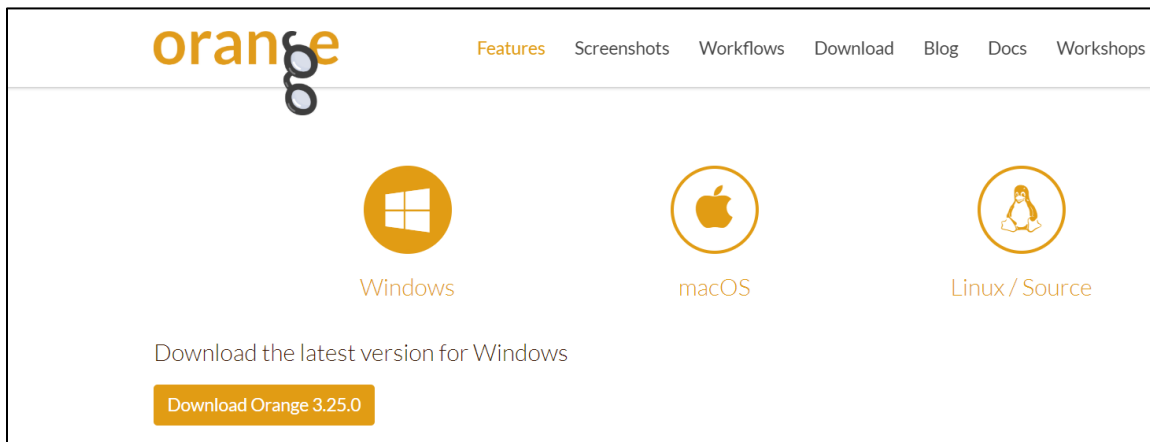 orange
Features Screenshots Workflows Download Blog Docs Workshops
Windows macOS Linux / Source
Download the latest version for Windows
Download Orange 3.25.0